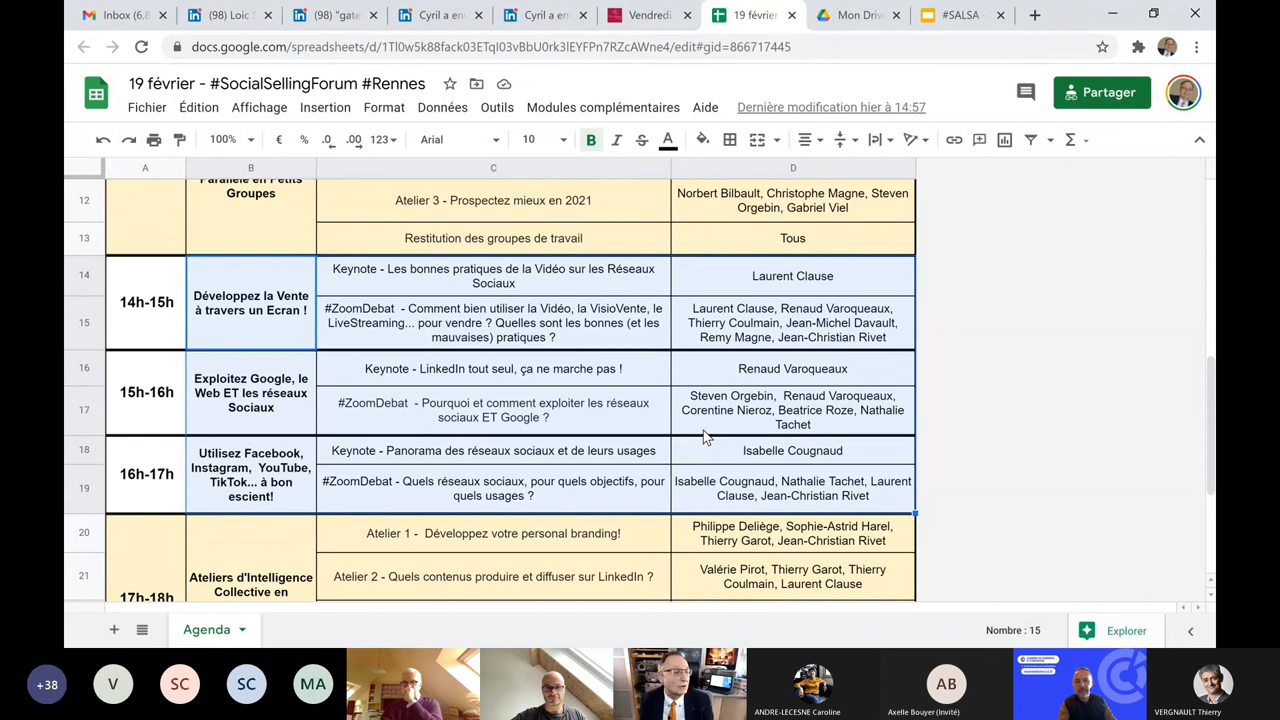 Inbox (6,8
(98) Loic S
(98) "gate
Cyril a env
Cyril a env
Vendredi
19 février
Mon Drive
#SALSA -
docs.google.com/spreadsheets/d/1Tl0w5k88fack03ETqI03vBbU0rk3lEYFPn7RZcAWne4/edit#gid=866717445
19 février - #SocialSellingForum #Rennes
Fichier Édition Affichage Insertion Format Données Outils Modules complémentaires Aide Dernière modification hier à 14:57
Partager
100% € % .0 .00 123 Arial 10 B I S A Σ
A B C D
12
Parallèle en Petits
Groupes
Atelier 3 - Prospectez mieux en 2021
Norbert Bilbault, Christophe Magne, Steven
Orgebin, Gabriel Viel
13
Restitution des groupes de travail
Tous
14
14h-15h
Développez la Vente
à travers un Ecran !
Keynote - Les bonnes pratiques de la Vidéo sur les Réseaux
Sociaux
Laurent Clause
15
#ZoomDebat - Comment bien utiliser la Vidéo, la VisioVente, le
LiveStreaming... pour vendre ? Quelles sont les bonnes (et les
mauvaises) pratiques ?
Laurent Clause, Renaud Varoqueaux,
Thierry Coulmain, Jean-Michel Davault,
Remy Magne, Jean-Christian Rivet
16
15h-16h
Exploitez Google, le
Web ET les réseaux
Sociaux
Keynote - LinkedIn tout seul, ça ne marche pas !
Renaud Varoqueaux
17
#ZoomDebat - Pourquoi et comment exploiter les réseaux
sociaux ET Google ?
Steven Orgebin, Renaud Varoqueaux,
Corentine Nieroz, Beatrice Roze, Nathalie
Tachet
18
16h-17h
Utilisez Facebook,
Instagram, YouTube,
TikTok... à bon
escient!
Keynote - Panorama des réseaux sociaux et de leurs usages
Isabelle Cougnaud
19
#ZoomDebat - Quels réseaux sociaux, pour quels objectifs, pour
quels usages ?
Isabelle Cougnaud, Nathalie Tachet, Laurent
Clause, Jean-Christian Rivet
20
Atelier 1 - Développez votre personal branding!
Philippe Deliège, Sophie-Astrid Harel,
Thierry Garot, Jean-Christian Rivet
21
17h-18h
Ateliers d'Intelligence
Collective en
Atelier 2 - Quels contenus produire et diffuser sur LinkedIn ?
Valérie Pirot, Thierry Garot, Thierry
Coulmain, Laurent Clause
Agenda
Nombre : 15
Explorer
+38
V
SC
SC
MA
ANDRE-LECESNE Caroline
AB
Axelle Bouyer (Invité)
VERGNAULT Thierry